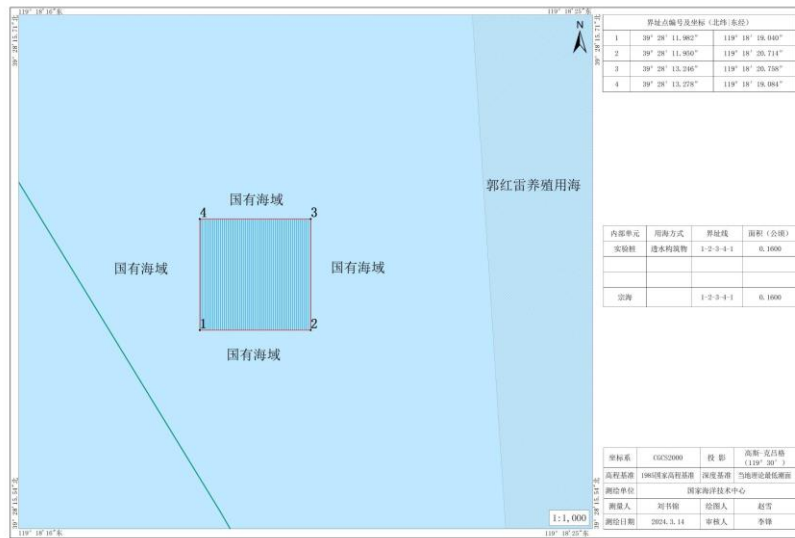 119° 18′ 16″东
119° 18′ 25″东
39° 28′ 15.71″北
39° 28′ 15.71″北
N
国有海域
郭红雷养殖用海
4
3
国有海域
国有海域
1
2
国有海域
39° 28′ 15.54″北
39° 28′ 15.54″北
1:1,000
119° 18′ 16″东
119° 18′ 25″东
界址点编号及坐标（北纬|东经）
1 39° 28′ 11.982″ 119° 18′ 19.040″
2 39° 28′ 11.950″ 119° 18′ 20.714″
3 39° 28′ 13.246″ 119° 18′ 20.758″
4 39° 28′ 13.278″ 119° 18′ 19.084″
内部单元 用海方式 界址线 面积（公顷）
实验桩 透水构筑物 1-2-3-4-1 0.1600
宗海 1-2-3-4-1 0.1600
坐标系 CGCS2000 投 影 高斯-克吕格（119° 30′）
高程基准 1985国家高程基准 深度基准 当地理论最低潮面
测绘单位 国家海洋技术中心
测量人 刘书锦 绘图人 赵雪
测绘日期 2024.3.14 审核人 李锋